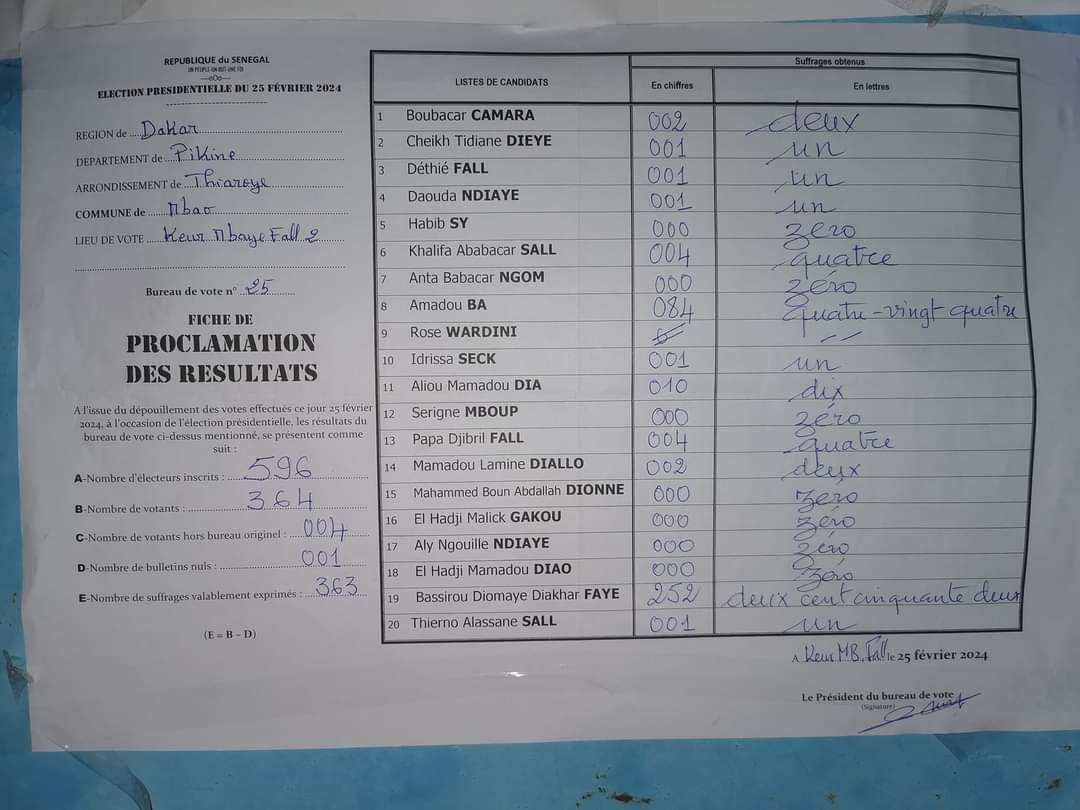 REPUBLIQUE du SENEGAL
UN PEUPLE-UN-BUT-UNE FOI
—oOo—
ELECTION PRESIDENTIELLE DU 25 FÉVRIER 2024
REGION de .... Dakar
DEPARTEMENT de .. Pikine
ARRONDISSEMENT de . Thiaroye
COMMUNE de ....... Mbao
LIEU DE VOTE .... Keur Mbaye Fall 2
Bureau de vote n° .. 25
FICHE DE
PROCLAMATION
DES RESULTATS
A l'issue du dépouillement des votes effectués ce jour 25 février
2024, à l'occasion de l'élection présidentielle, les résultats du
bureau de vote ci-dessus mentionné, se présentent comme
suit :
A-Nombre d'électeurs inscrits : 596
B-Nombre de votants : 364
C-Nombre de votants hors bureau originel : 004
D-Nombre de bulletins nuls : 001
E-Nombre de suffrages valablement exprimes : 363
(E = B – D)
LISTES DE CANDIDATS
Suffrages obtenus
En chiffres En lettres
1 Boubacar CAMARA 002 deux
2 Cheikh Tidiane DIEYE 001 un
3 Déthié FALL 001 un
4 Daouda NDIAYE 001 un
5 Habib SY 000 zéro
6 Khalifa Ababacar SALL 004 quatre
7 Anta Babacar NGOM 000 zéro
8 Amadou BA 084 quatre-vingt quatre
9 Rose WARDINI
10 Idrissa SECK 001 un
11 Aliou Mamadou DIA 010 dix
12 Serigne MBOUP 000 zéro
13 Papa Djibril FALL 004 quatre
14 Mamadou Lamine DIALLO 002 deux
15 Mahammed Boun Abdallah DIONNE 000 zéro
16 El Hadji Malick GAKOU 000 zéro
17 Aly Ngouille NDIAYE 000 zéro
18 El Hadji Mamadou DIAO 000 zéro
19 Bassirou Diomaye Diakhar FAYE 252 deux cent cinquante deux
20 Thierno Alassane SALL 001 un
A Keur MB. Fall le 25 février 2024
Le Président du bureau de vote
(Signature)